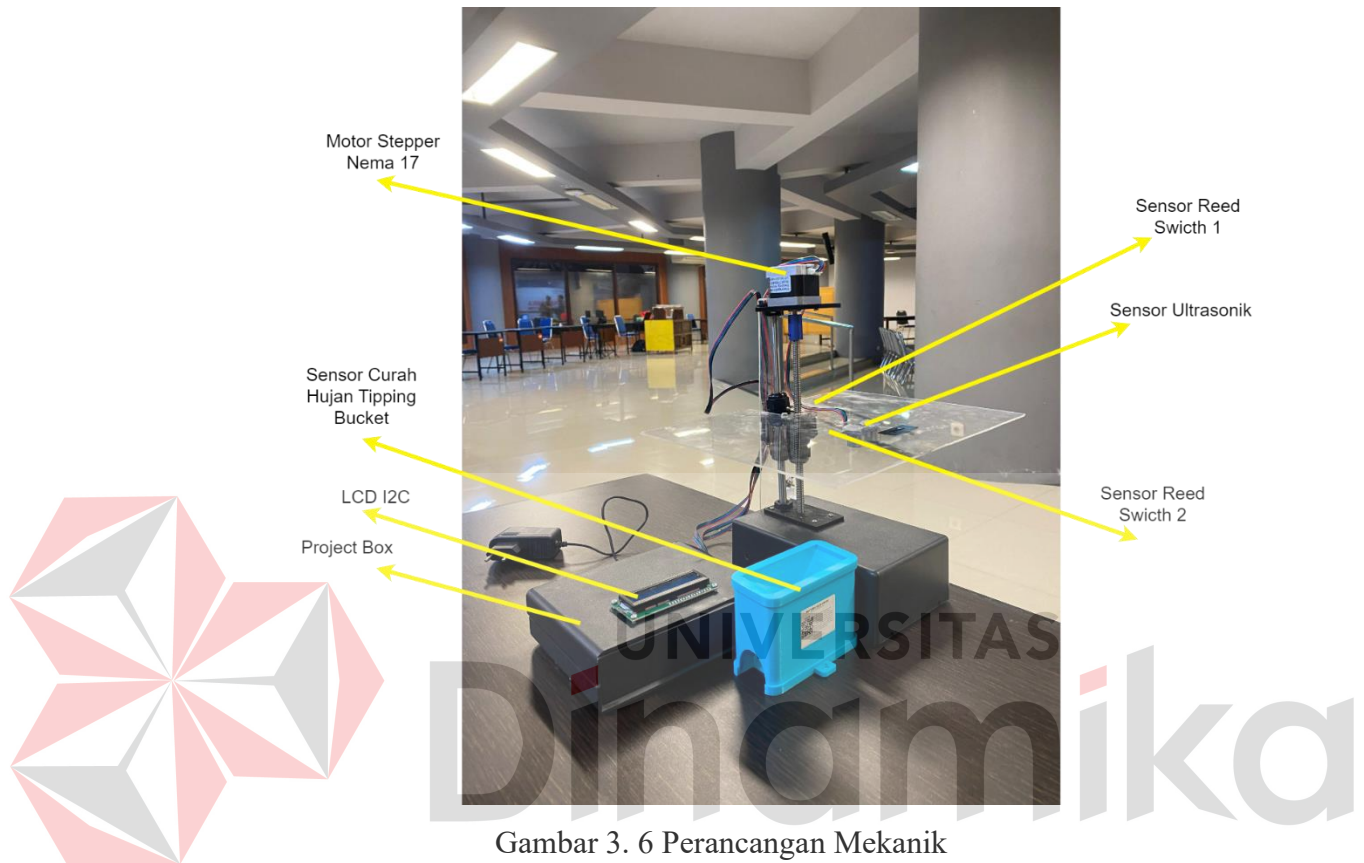 Motor Stepper
Nema 17
Sensor Reed
Swicth 1
Sensor Ultrasonik
Sensor Curah
Hujan Tipping
Bucket
LCD I2C
Sensor Reed
Swicth 2
Project Box
UNIVERSITAS
Dinamika
Gambar 3. 6 Perancangan Mekanik